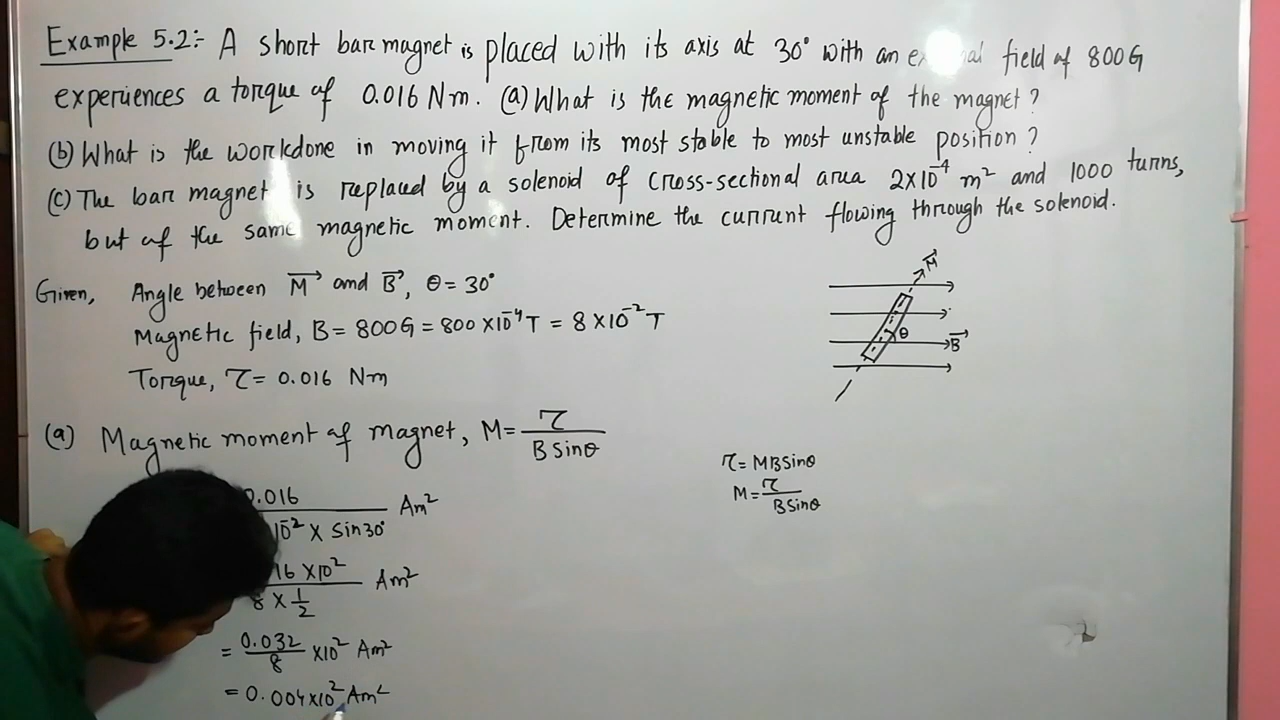 Example 5.2:- A short bar magnet is placed with its axis at 30° with an field of 800G
experiences a torque of 0.016 Nm. (a) What is the magnetic moment of the magnet?
(b) What is the workdone in moving it from its most stable to most unstable position?
(c) The bar magnet is replaced by a solenoid of cross-sectional area 2×10⁻⁴ m² and 1000 turns,
but of the same magnetic moment. Determine the current flowing through the solenoid.
Given, Angle between M⃗ and B⃗, θ = 30°
Magnetic field, B = 800G = 800 ×10⁻⁴T = 8 ×10⁻² T
Torque, τ = 0.016 Nm
(a) Magnetic moment of magnet, M = τ / B sinθ
0.016 / 10⁻² × sin30° Am²
16 ×10² / 8 × 1/2 Am²
= 0.032 / 8 ×10² Am²
= 0.004×10² Am²
M⃗
θ
B⃗
τ = MBsinθ
M = τ / Bsinθ